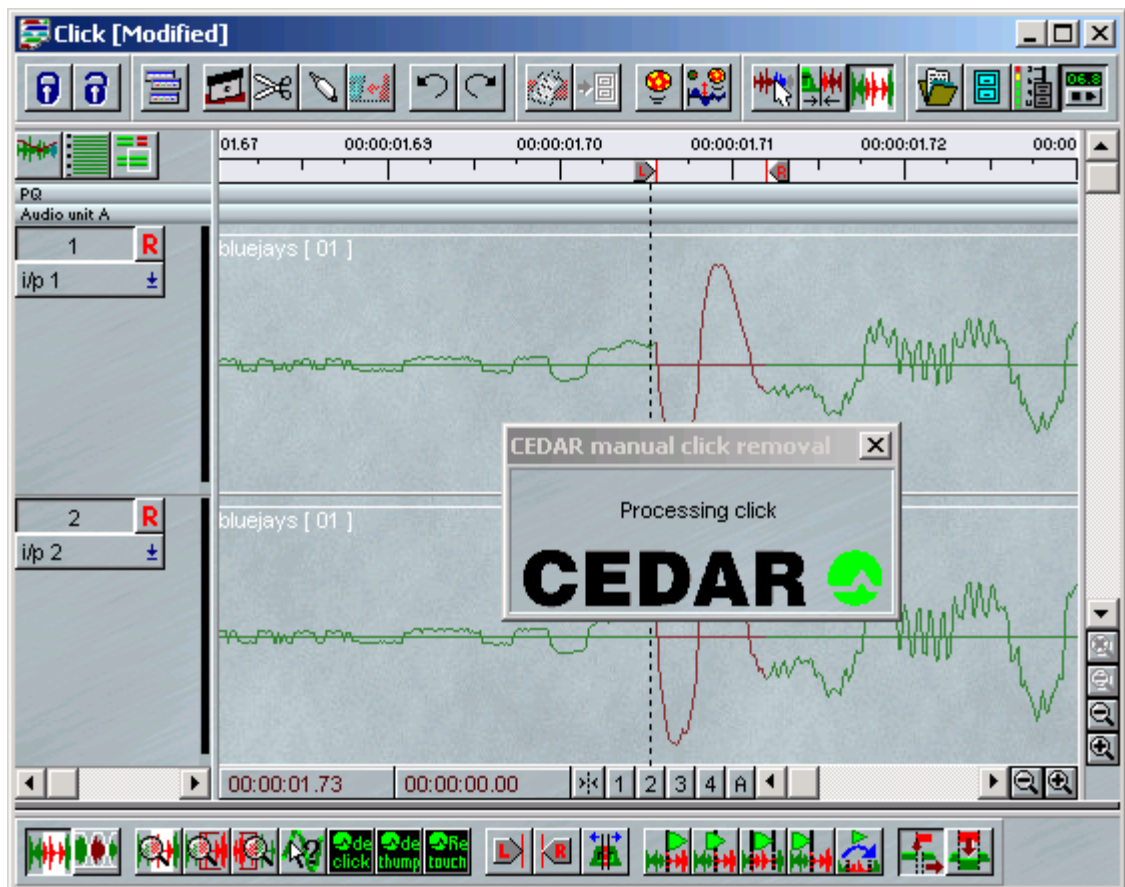 Click [Modified]
06.8
01.67 00:00:01.69 00:00:01.70 00:00:01.71 00:00:01.72 00:00
L R
PQ
Audio unit A
1 R
i/p 1
bluejays [ 01 ]
CEDAR manual click removal
Processing click
CEDAR
2 R
i/p 2
bluejays [ 01 ]
00:00:01.73 00:00:00.00 1 2 3 4 A
de click de thump Re touch L R